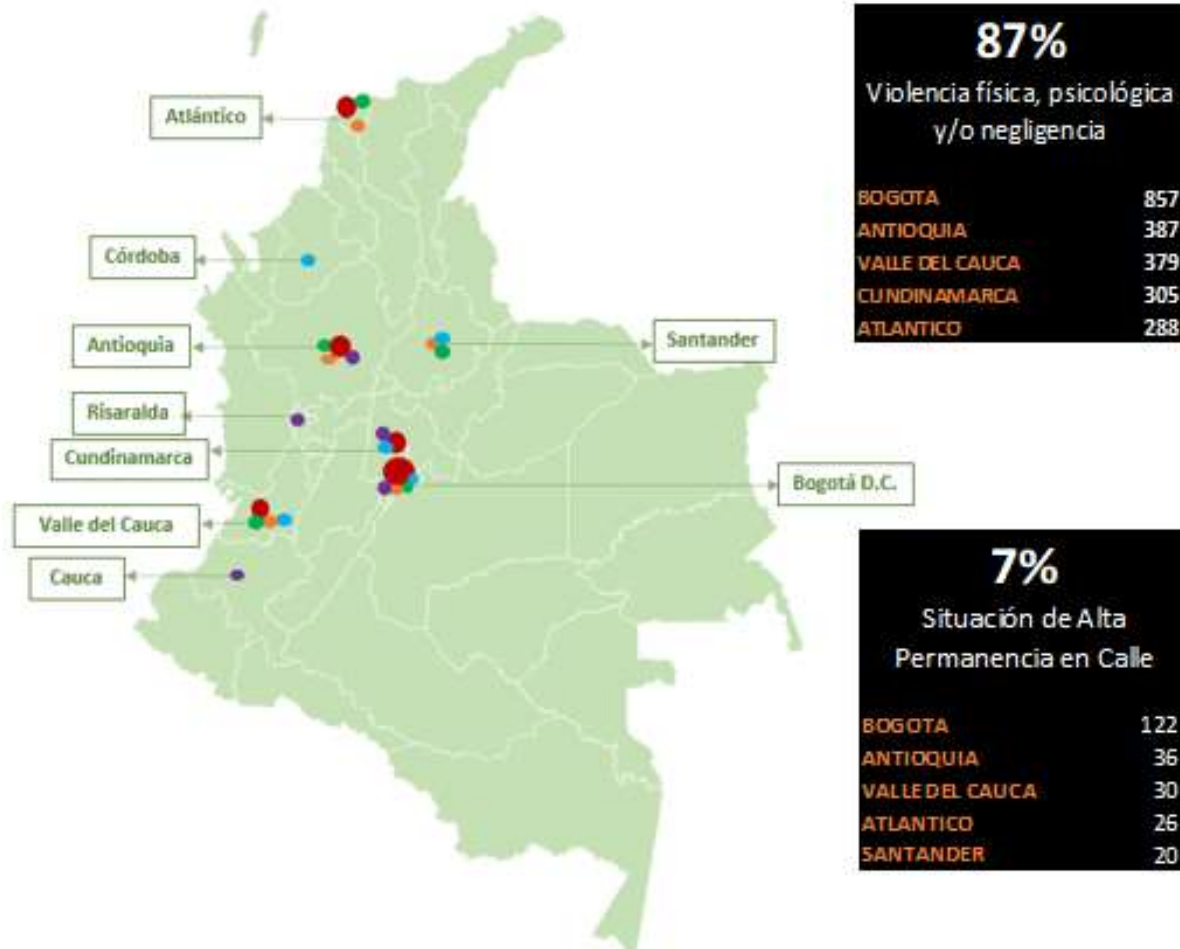 Atlántico
Córdoba
Antioquia
Risaralda
Cundinamarca
Valle del Cauca
Cauca
Santander
Bogotá D.C.
87%
Violencia física, psicológica
y/o negligencia
BOGOTA 857
ANTIOQUIA 387
VALLE DEL CAUCA 379
CUNDINAMARCA 305
ATLANTICO 288
7%
Situación de Alta
Permanencia en Calle
BOGOTA 122
ANTIOQUIA 36
VALLE DEL CAUCA 30
ATLANTICO 26
SANTANDER 20